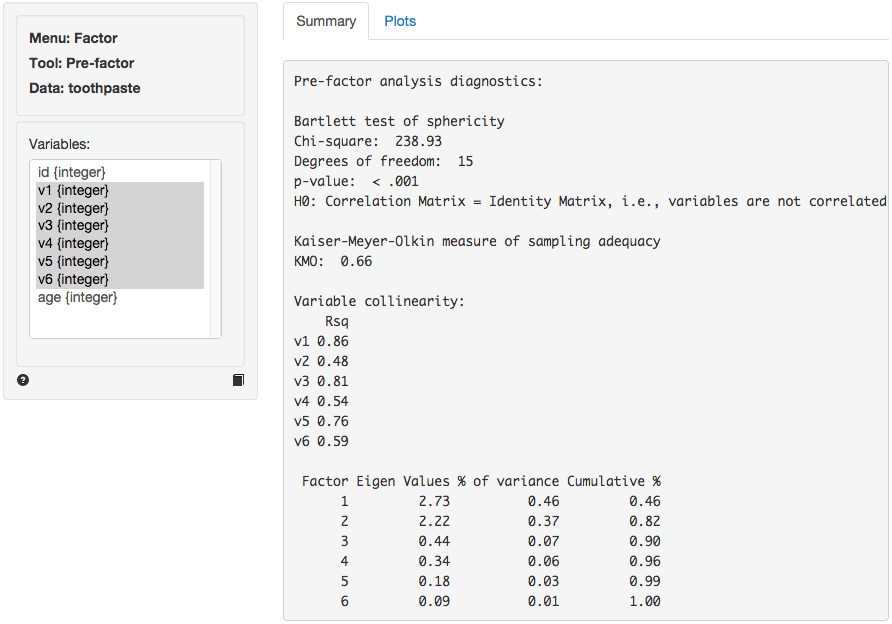 Menu: Factor
Tool: Pre-factor
Data: toothpaste
Variables:
id {integer}
v1 {integer}
v2 {integer}
v3 {integer}
v4 {integer}
v5 {integer}
v6 {integer}
age {integer}
?
Summary Plots
Pre-factor analysis diagnostics:
Bartlett test of sphericity
Chi-square: 238.93
Degrees of freedom: 15
p-value: < .001
H0: Correlation Matrix = Identity Matrix, i.e., variables are not correlated
Kaiser-Meyer-Olkin measure of sampling adequacy
KMO: 0.66
Variable collinearity:
Rsq
v1 0.86
v2 0.48
v3 0.81
v4 0.54
v5 0.76
v6 0.59
Factor Eigen Values % of variance Cumulative %
1 2.73 0.46 0.46
2 2.22 0.37 0.82
3 0.44 0.07 0.90
4 0.34 0.06 0.96
5 0.18 0.03 0.99
6 0.09 0.01 1.00